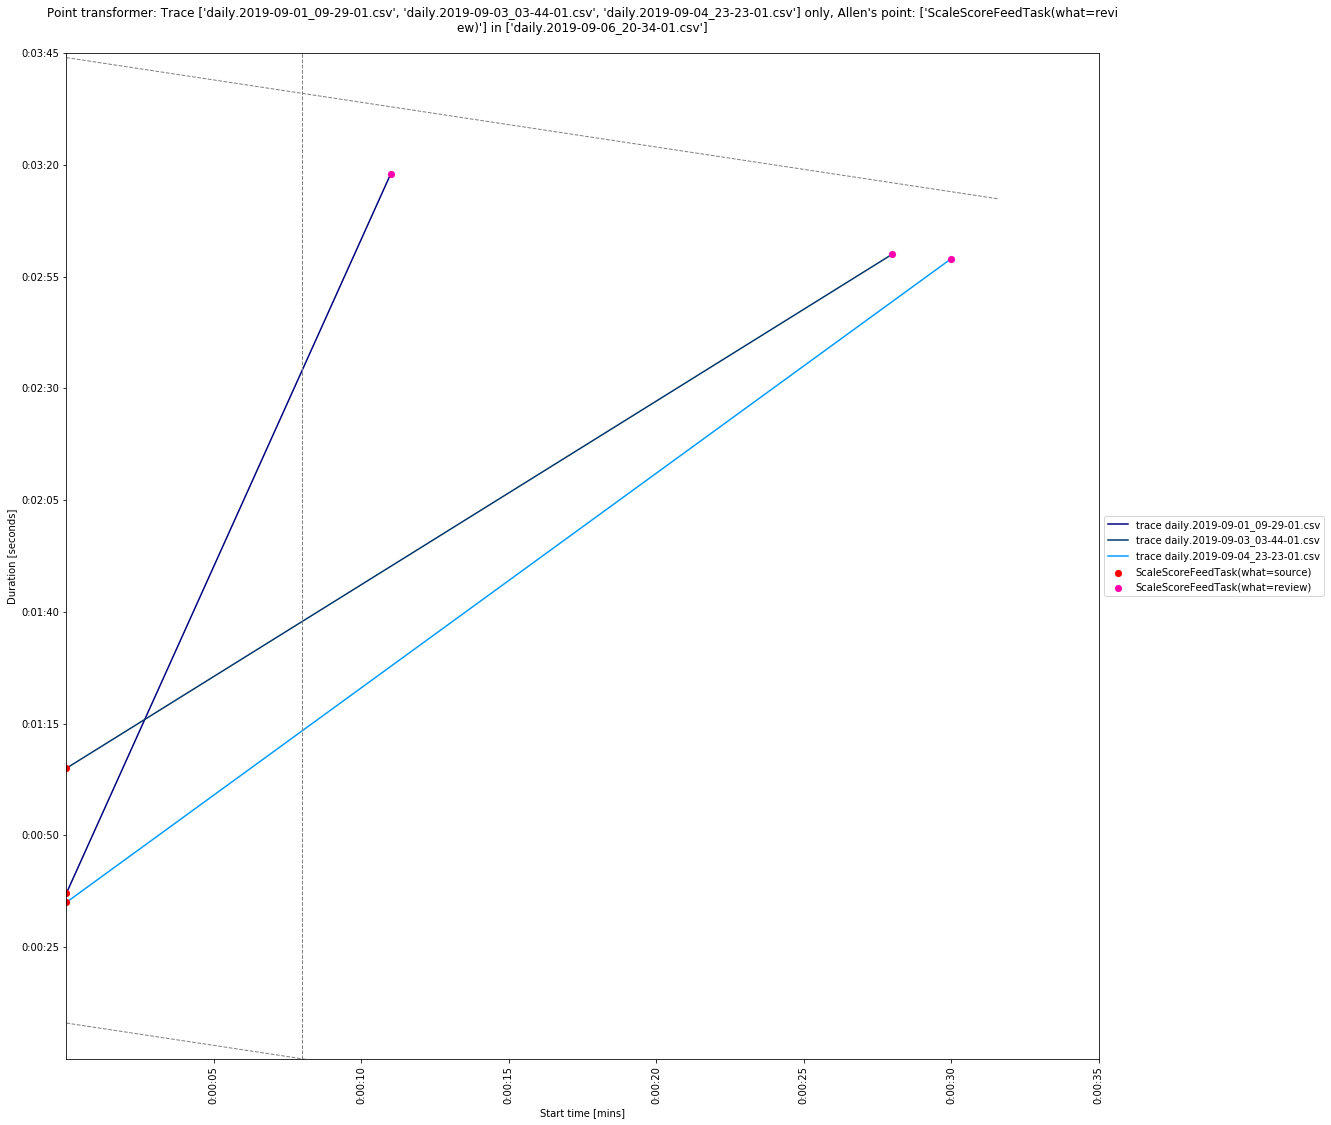 Point transformer: Trace ['daily.2019-09-01_09-29-01.csv', 'daily.2019-09-03_03-44-01.csv', 'daily.2019-09-04_23-23-01.csv'] only, Allen's point: ['ScaleScoreFeedTask(what=revi
ew)'] in ['daily.2019-09-06_20-34-01.csv']
0:03:45
0:03:20
0:02:55
0:02:30
0:02:05
0:01:40
0:01:15
0:00:50
0:00:25
Duration [seconds]
0:00:05
0:00:10
0:00:15
0:00:20
0:00:25
0:00:30
0:00:35
Start time [mins]
trace daily.2019-09-01_09-29-01.csv
trace daily.2019-09-03_03-44-01.csv
trace daily.2019-09-04_23-23-01.csv
ScaleScoreFeedTask(what=source)
ScaleScoreFeedTask(what=review)